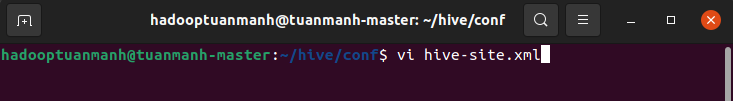 hadooptuanmanh@tuanmanh-master: ~/hive/conf
hadooptuanmanh@tuanmanh-master:~/hive/conf$ vi hive-site.xml